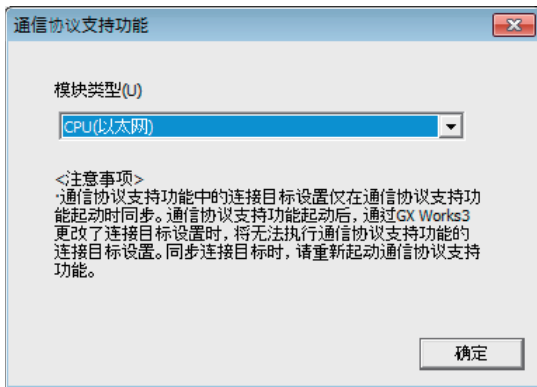 通信协议支持功能
模块类型(U)
CPU(以太网)
<注意事项>
·通信协议支持功能中的连接目标设置仅在通信协议支持功
能起动时同步。通信协议支持功能起动后，通过GX Works3
更改了连接目标设置时，将无法执行通信协议支持功能的
连接目标设置。同步连接目标时，请重新起动通信协议支持
功能。
确定